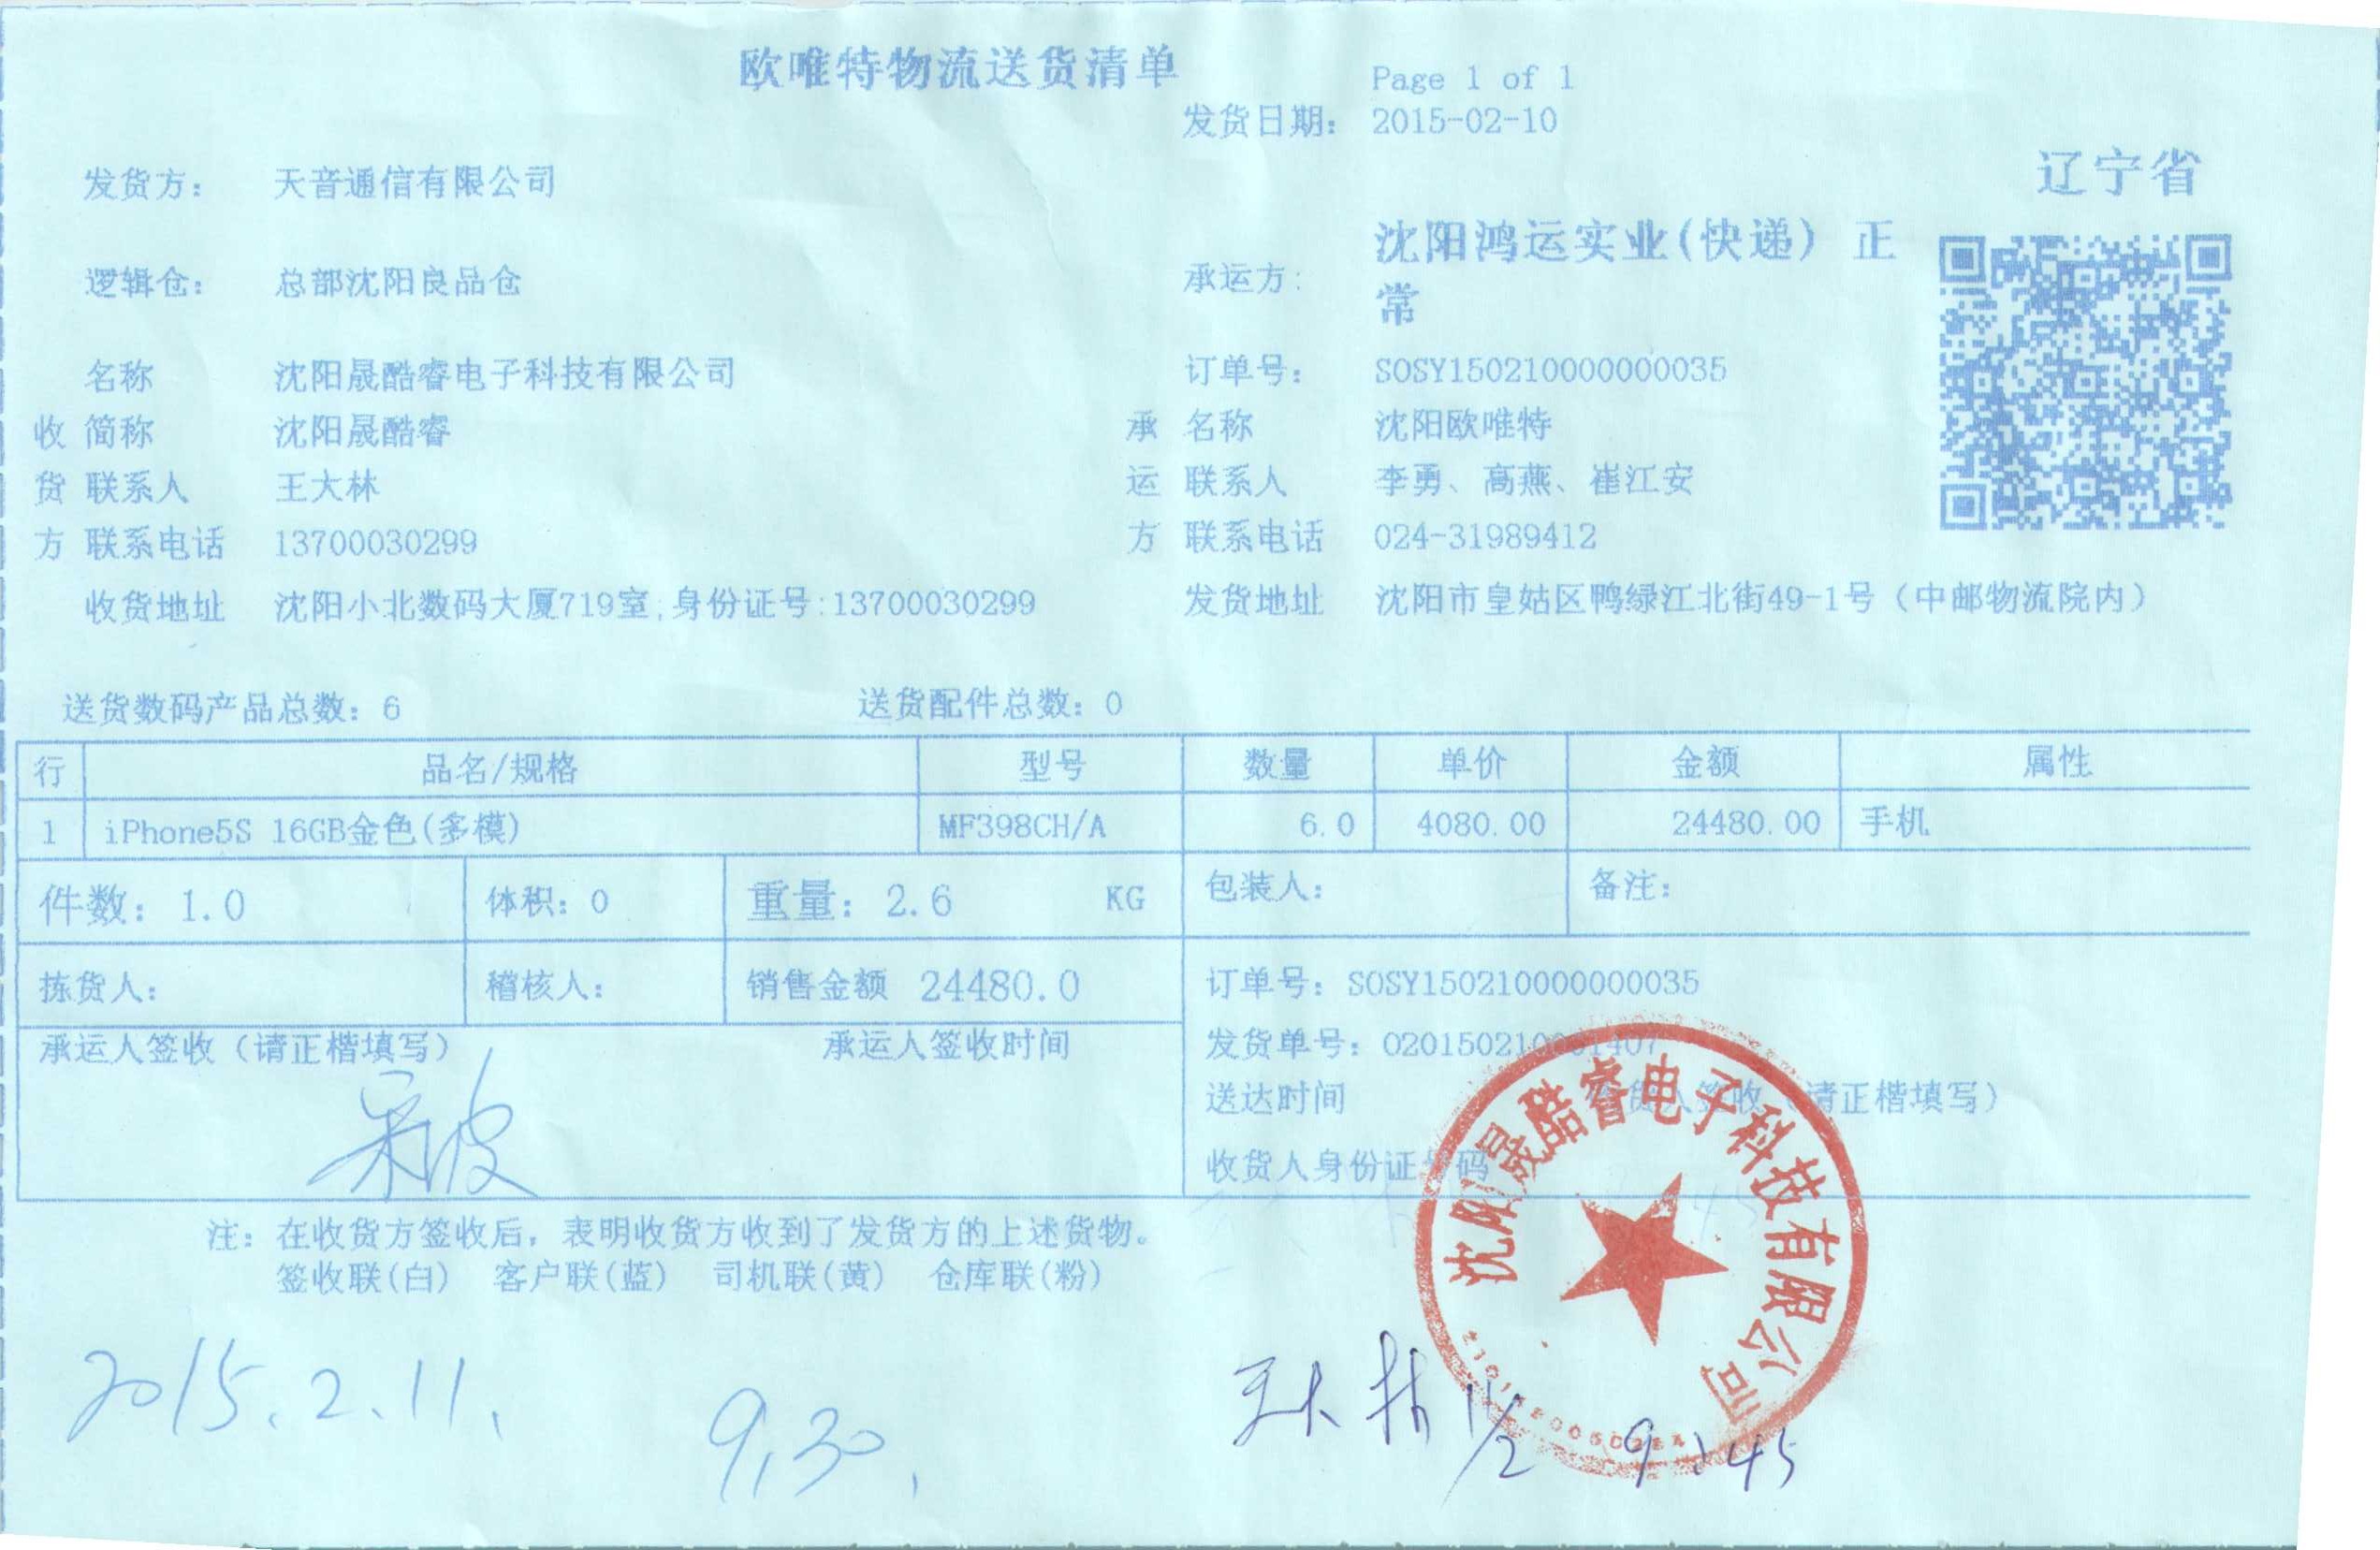 欧唯特物流送货清单
Page 1 of 1
发货日期： 2015-02-10
辽宁省
发货方： 天音通信有限公司
逻辑仓： 总部沈阳良品仓
承运方： 沈阳鸿运实业(快递) 正
常
名称 沈阳晟酷睿电子科技有限公司 订单号： SOSY150210000000035
收 简称 沈阳晟酷睿 承 名称 沈阳欧唯特
货 联系人 王大林 运 联系人 李勇、高燕、崔江安
方 联系电话 13700030299 方 联系电话 024-31989412
收货地址 沈阳小北数码大厦719室;身份证号:13700030299 发货地址 沈阳市皇姑区鸭绿江北街49-1号（中邮物流院内）
送货数码产品总数：6 送货配件总数：0
行 品名/规格 型号 数量 单价 金额 属性
1 iPhone5S 16GB金色(多模) MF398CH/A 6.0 4080.00 24480.00 手机
件数：1.0 体积：0 重量：2.6 KG 包装人： 备注：
拣货人： 稽核人： 销售金额 24480.0 订单号：SOSY150210000000035
承运人签收（请正楷填写） 承运人签收时间 发货单号：O201502100001407
送达时间 收货人签收（请正楷填写）
宋波
收货人身份证号码
注：在收货方签收后，表明收货方收到了发货方的上述货物。
签收联(白) 客户联(蓝) 司机联(黄) 仓库联(粉)
沈阳晟酷睿电子科技有限公司
2015.2.11.
9:30.
王大林 11/2 9:45